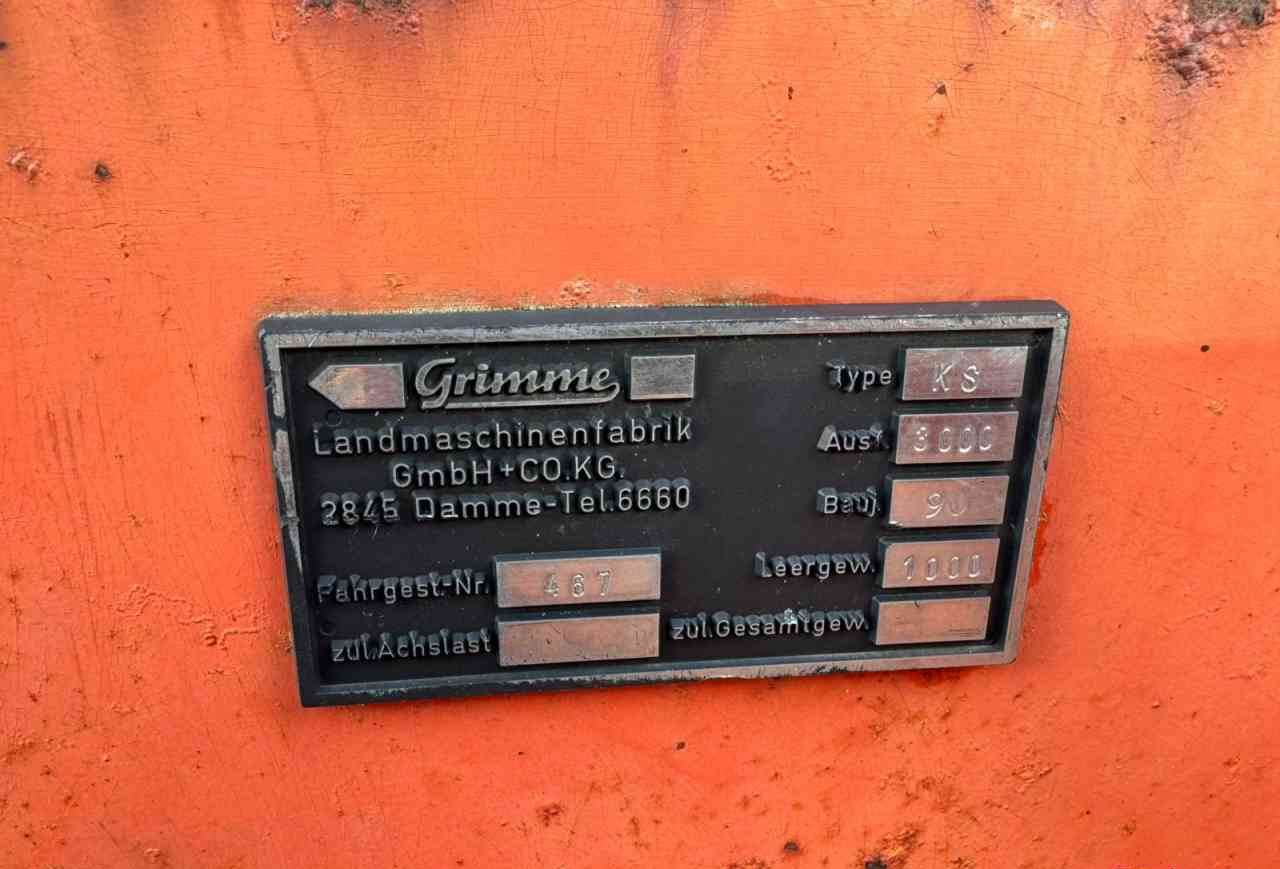 Grimme
Landmaschinenfabrik
GmbH+CO.KG.
2845 Damme-Tel.6660
Fahrgest.-Nr. 467
zul.Achslast
Type KS
Ausf. 3000
Bauj. 90
Leergew. 1000
zul.Gesamtgew.